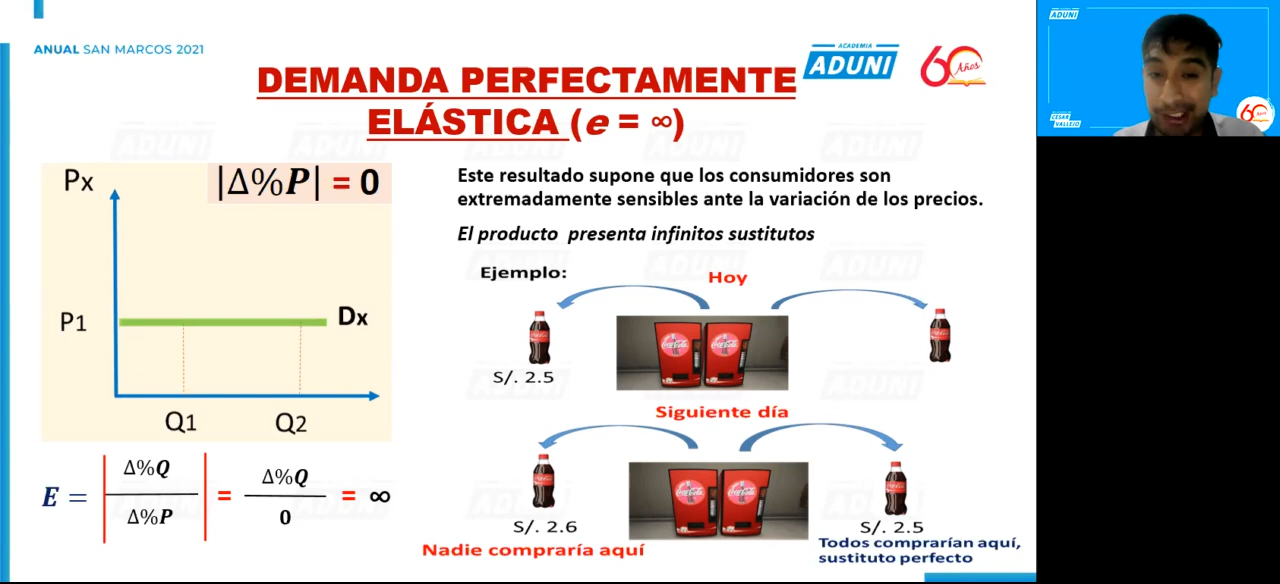 ANUAL SAN MARCOS 2021
ACADEMIA
ADUNI
60 Años
DEMANDA PERFECTAMENTE
ELÁSTICA (e = ∞)
Px
|Δ%P| = 0
P1
Dx
Q1
Q2
E = |Δ%Q / Δ%P| = Δ%Q / 0 = ∞
Este resultado supone que los consumidores son
extremadamente sensibles ante la variación de los precios.
El producto presenta infinitos sustitutos
Ejemplo:
Hoy
S/. 2.5
Siguiente día
S/. 2.6
S/. 2.5
Nadie compraría aquí
Todos comprarían aquí,
sustituto perfecto
ADUNI
CESAR
VALLEJO
60